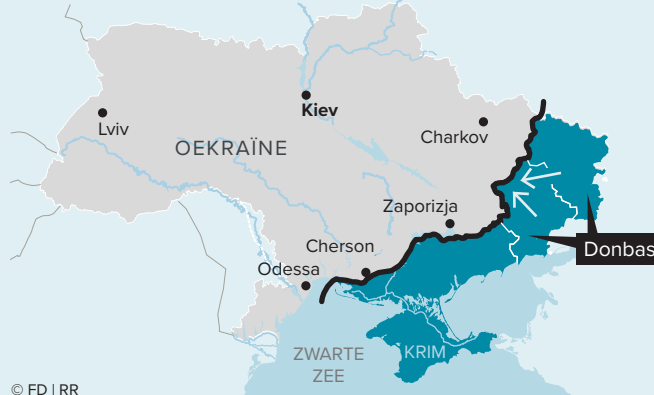 Kiev
Lviv
Charkov
OEKRAÏNE
Zaporizja
Cherson
Donbas
Odessa
ZWARTE
ZEE
KRIM
© FD | RR